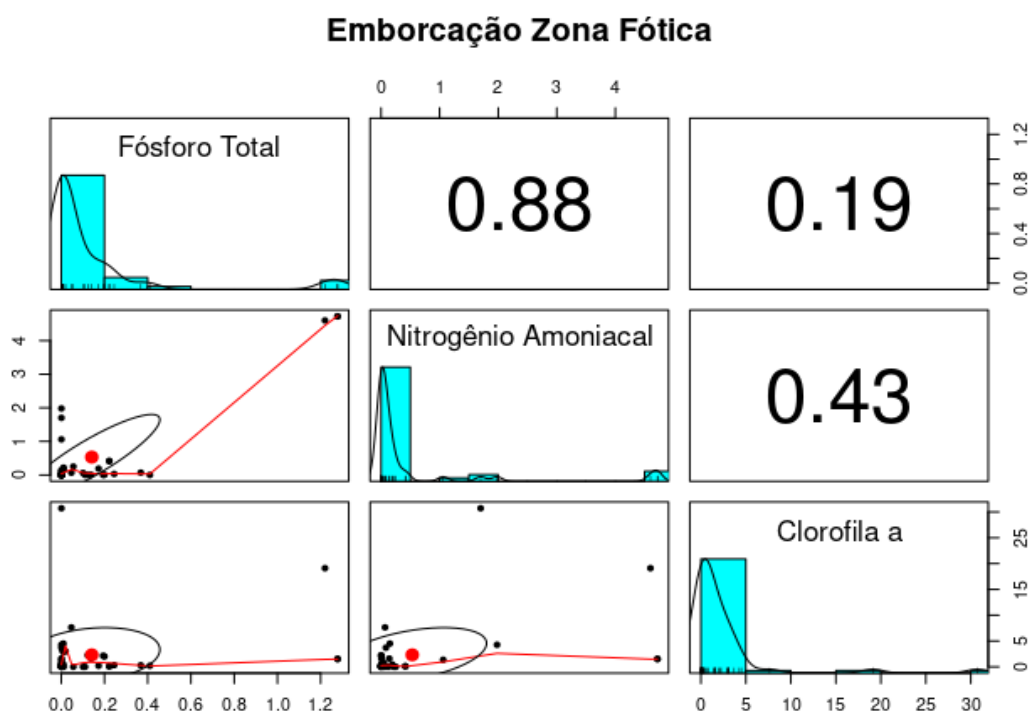 Emborcação Zona Fótica
0 1 2 3 4
Fósforo Total
0.88
0.19
0.0 0.4 0.8 1.2
0 1 2 3 4
Nitrogênio Amoniacal
0.43
Clorofila a
0 5 15 25
0.0 0.2 0.4 0.6 0.8 1.0 1.2
0 5 10 15 20 25 30